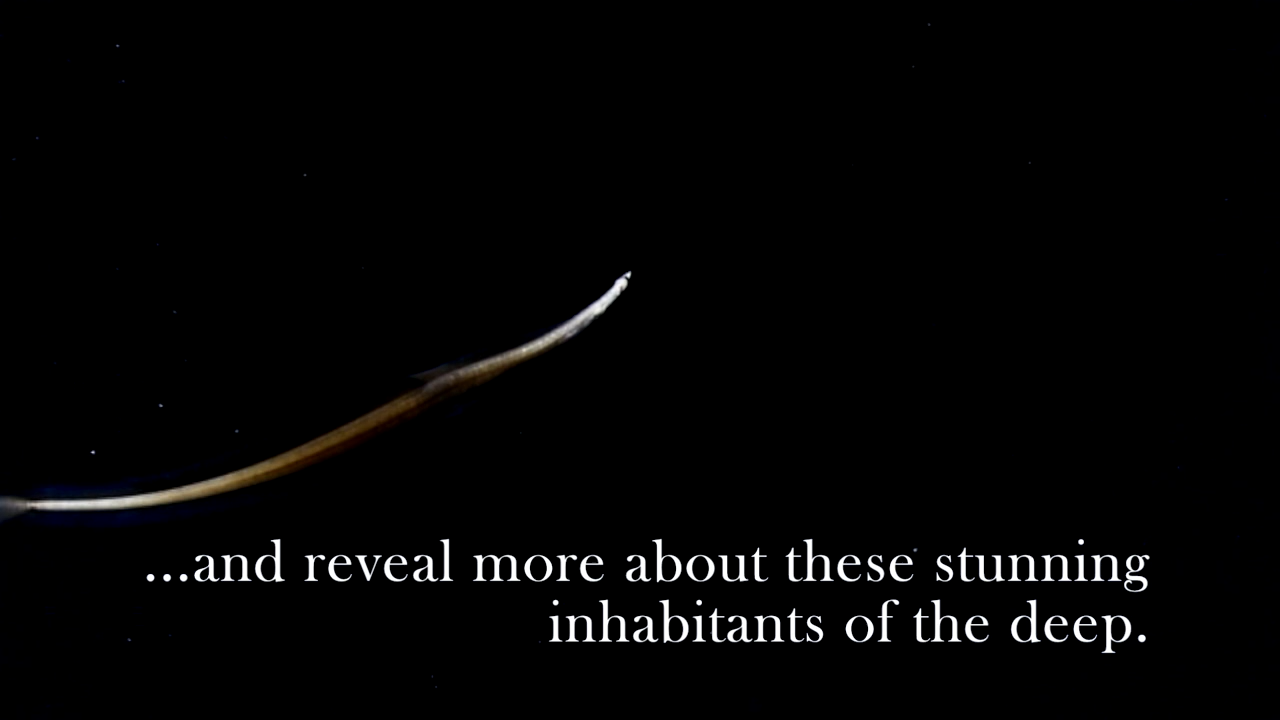 ...and reveal more about these stunning
inhabitants of the deep.